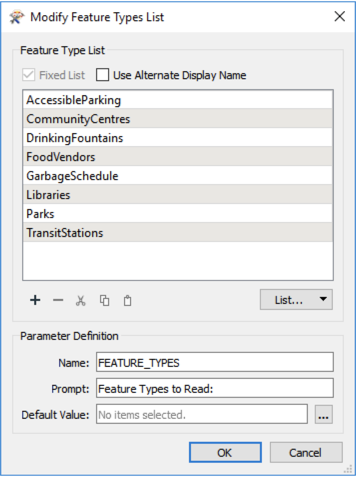 Modify Feature Types List
Feature Type List
Fixed List Use Alternate Display Name
AccessibleParking
CommunityCentres
DrinkingFountains
FoodVendors
GarbageSchedule
Libraries
Parks
TransitStations
List...
Parameter Definition
Name: FEATURE_TYPES
Prompt: Feature Types to Read:
Default Value: No items selected. ...
OK Cancel